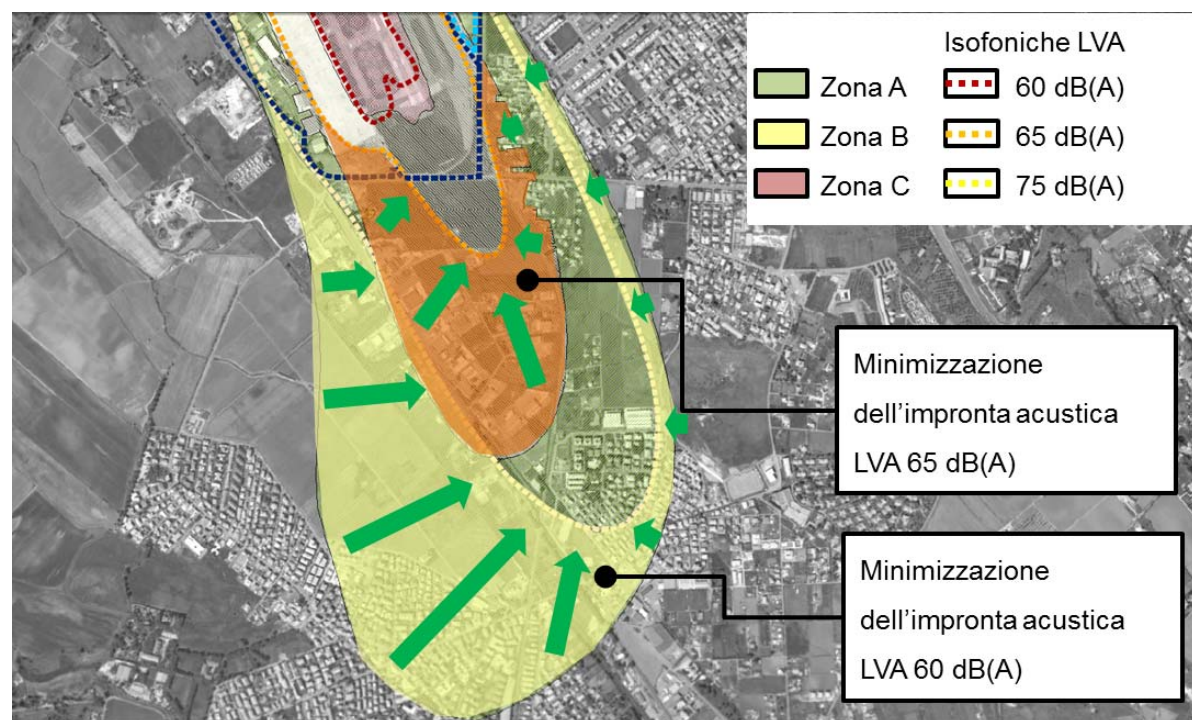 Isofoniche LVA
Zona A
60 dB(A)
Zona B
65 dB(A)
Zona C
75 dB(A)
Minimizzazione
dell’impronta acustica
LVA 65 dB(A)
Minimizzazione
dell’impronta acustica
LVA 60 dB(A)